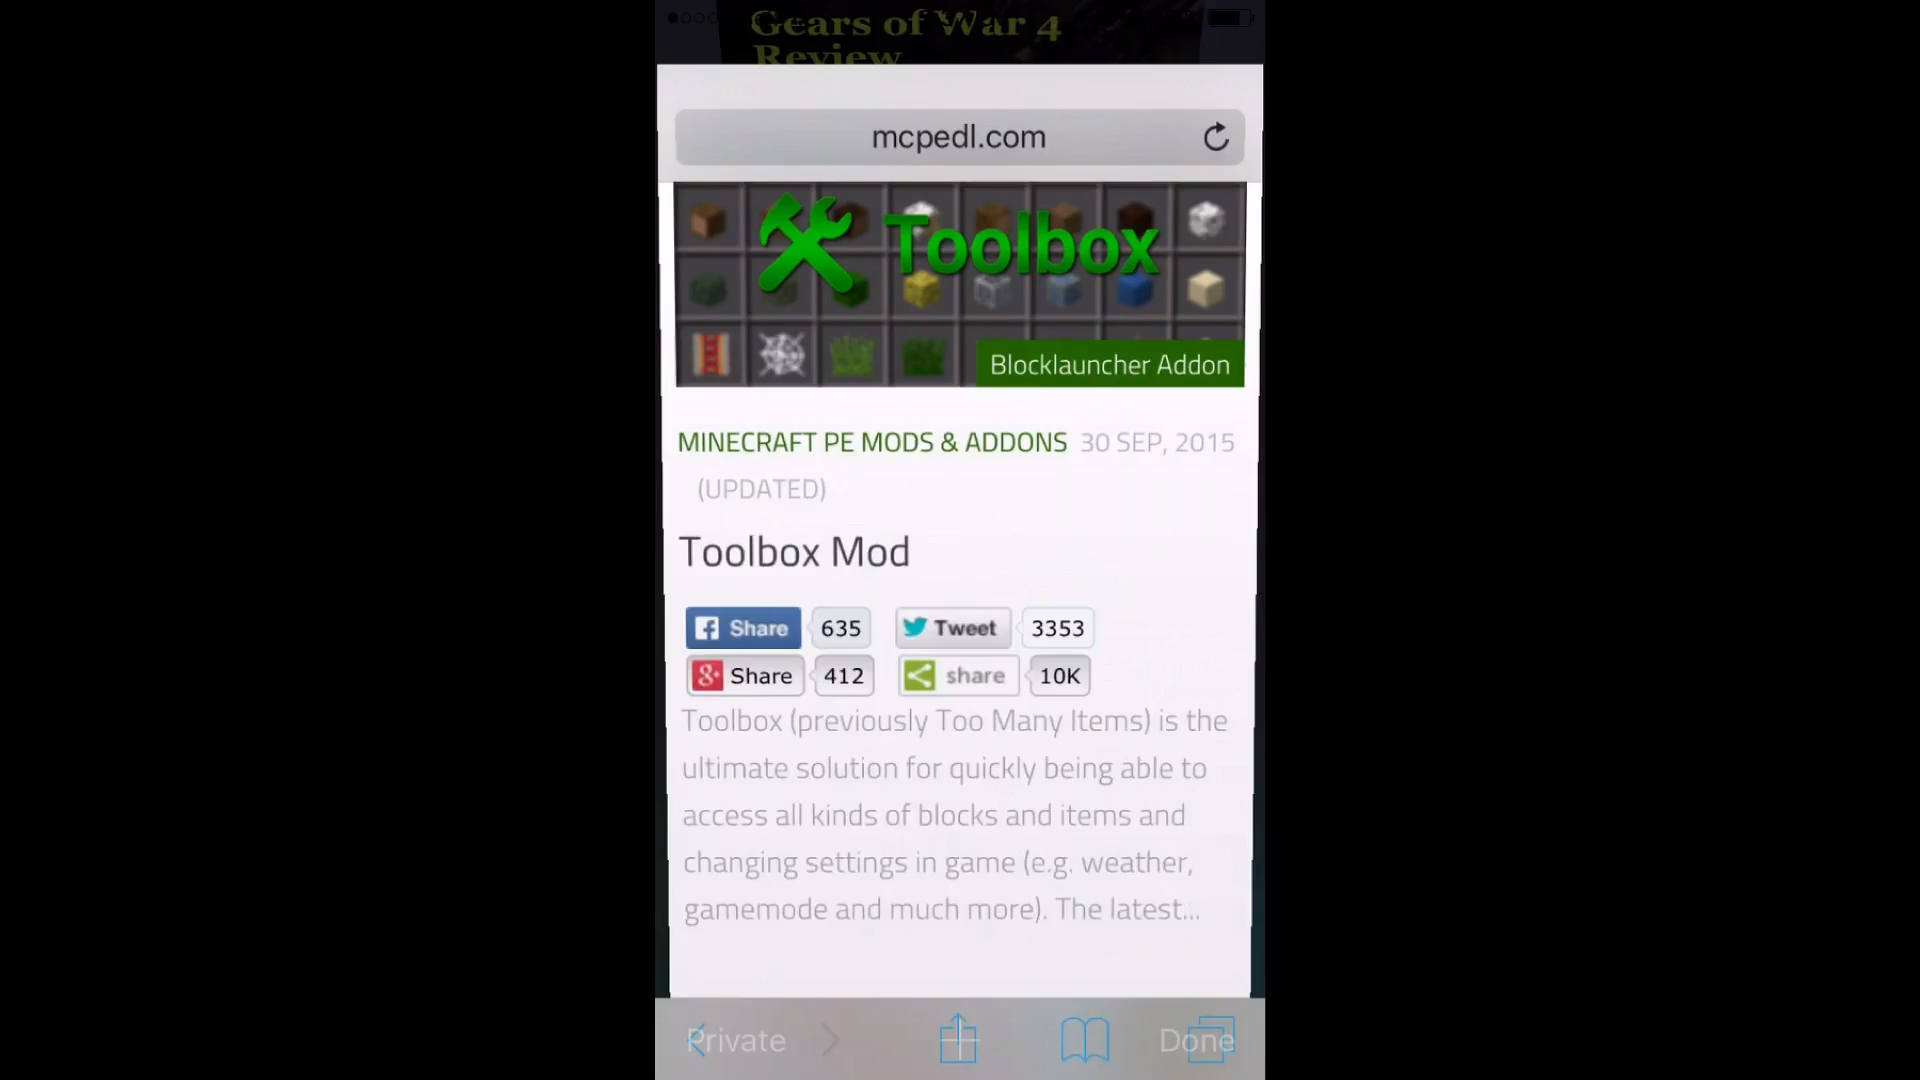 Gears of War 4
Review
mcpedl.com
Toolbox
Blocklauncher Addon
MINECRAFT PE MODS & ADDONS 30 SEP, 2015
(UPDATED)
Toolbox Mod
Share 635 Tweet 3353
Share 412 share 10K
Toolbox (previously Too Many Items) is the
ultimate solution for quickly being able to
access all kinds of blocks and items and
changing settings in game (e.g. weather,
gamemode and much more). The latest...
Private Done